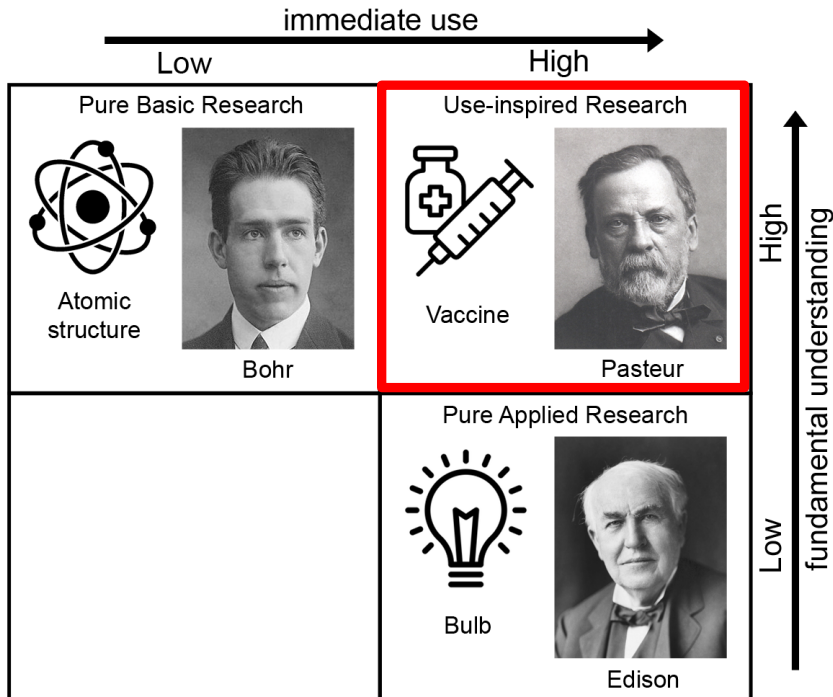 immediate use
Low
High
Pure Basic Research
Atomic
structure
Bohr
Use-inspired Research
Vaccine
Pasteur
High
fundamental understanding
Pure Applied Research
Bulb
Edison
Low